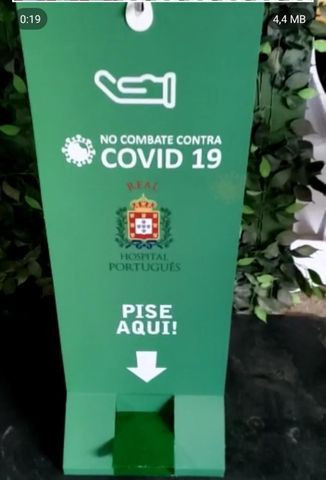 0:19
4,4 MB
NO COMBATE CONTRA
COVID 19
REAL
HOSPITAL
PORTUGUÊS
PISE
AQUI!